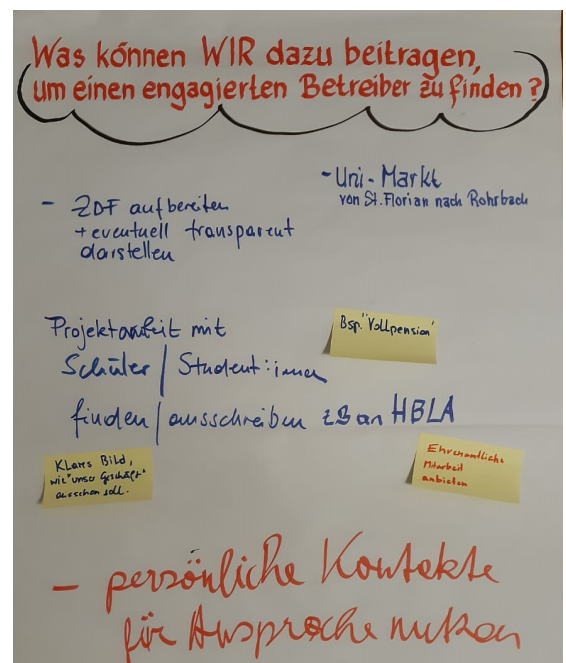 Was können WIR dazu beitragen,
um einen engagierten Betreiber zu finden?
- ZDF aufbereiten
+ eventuell transparent
darstellen
- Uni-Markt
von St. Florian nach Rohrbach
Projektarbeit mit
Schüler / Student:innen
finden / ausschreiben zB an HBLA
Bsp. "Vollpension"
Klares Bild,
wie "unser Geschäft"
ausschaun soll.
Ehrenamtliche
Mitarbeit
anbieten
- persönliche Kontakte
für Ansprache nutzen